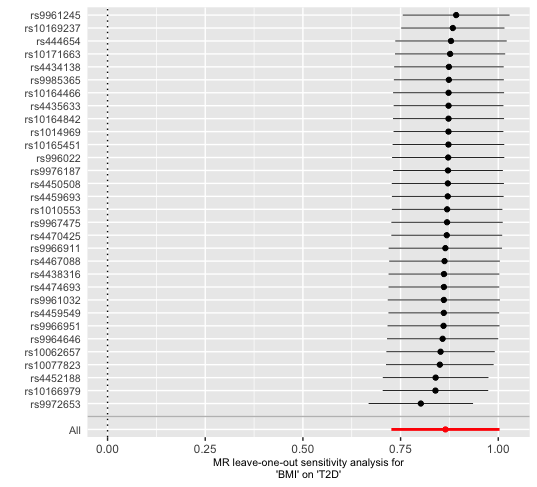 rs9961245
rs10169237
rs444654
rs10171663
rs4434138
rs9985365
rs10164466
rs4435633
rs10164842
rs1014969
rs10165451
rs996022
rs9976187
rs4450508
rs4459693
rs1010553
rs9967475
rs4470425
rs9966911
rs4467088
rs4438316
rs4474693
rs9961032
rs4459549
rs9966951
rs9964646
rs10062657
rs10077823
rs4452188
rs10166979
rs9972653
All
0.00 0.25 0.50 0.75 1.00
MR leave-one-out sensitivity analysis for
'BMI' on 'T2D'